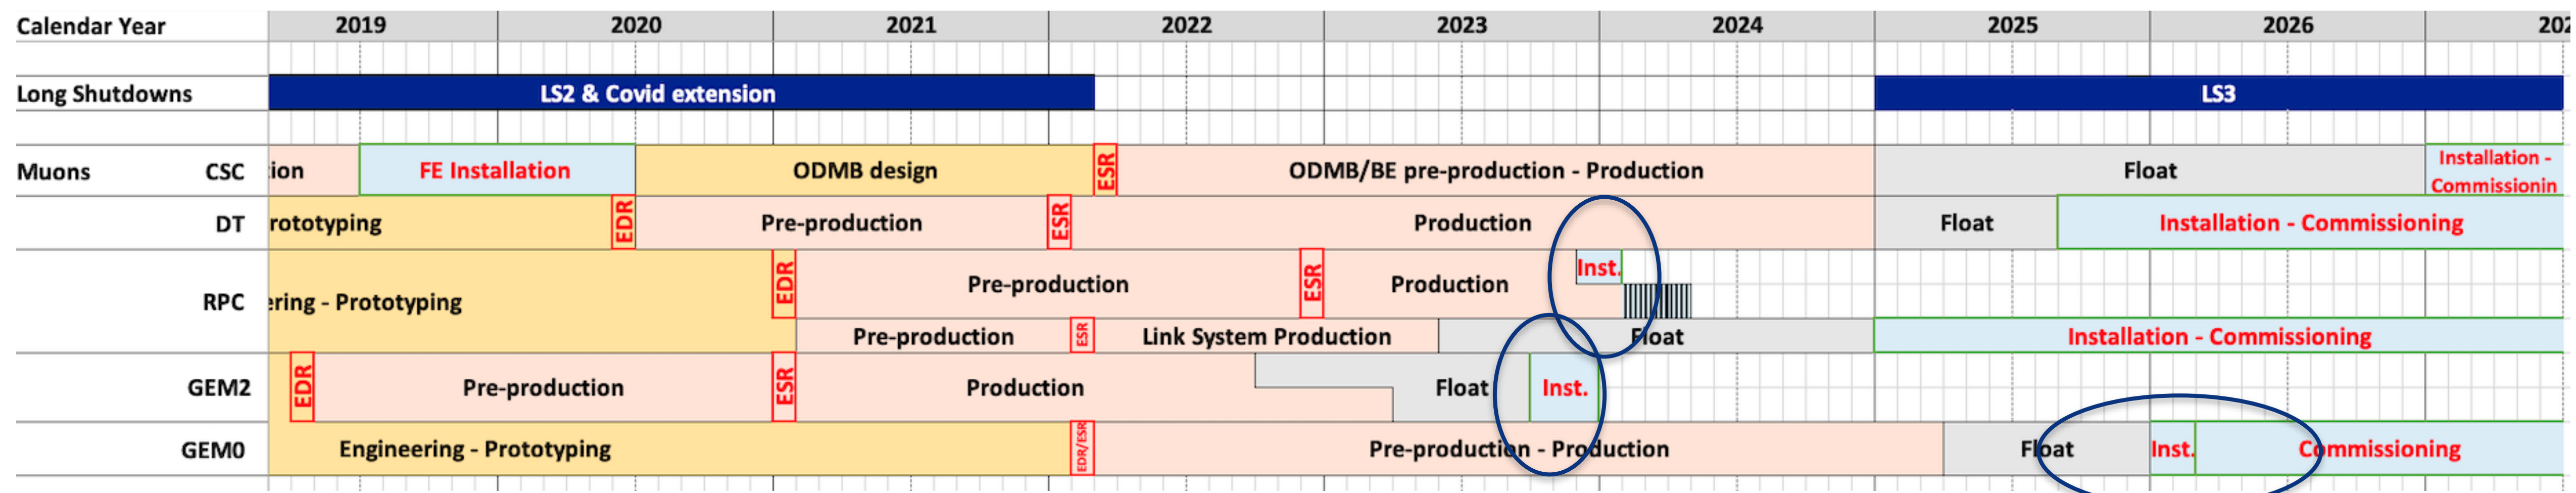 Calendar Year 2019 2020 2021 2022 2023 2024 2025 2026 202
Long Shutdowns LS2 & Covid extension LS3
Muons CSC tion FE Installation ODMB design ESR ODMB/BE pre-production - Production Float Installation -
Commissionin
DT rototyping EDR Pre-production ESR Production Float Installation - Commissioning
RPC ering - Prototyping EDR Pre-production ESR Production Inst.
Pre-production ESR Link System Production Float Installation - Commissioning
GEM2 EDR Pre-production ESR Production Float Inst.
GEM0 Engineering - Prototyping EDR/ESR Pre-production - Production Float Inst. Commissioning